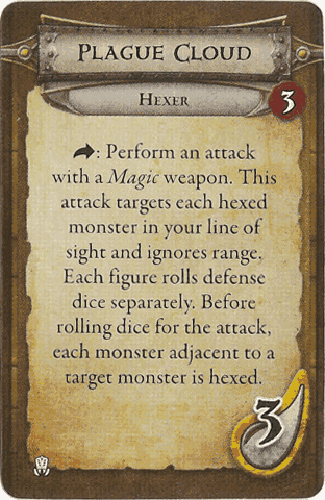 Plague Cloud
Hexer
3
: Perform an attack
with a Magic weapon. This
attack targets each hexed
monster in your line of
sight and ignores range.
Each figure rolls defense
dice separately. Before
rolling dice for the attack,
each monster adjacent to a
target monster is hexed.
3